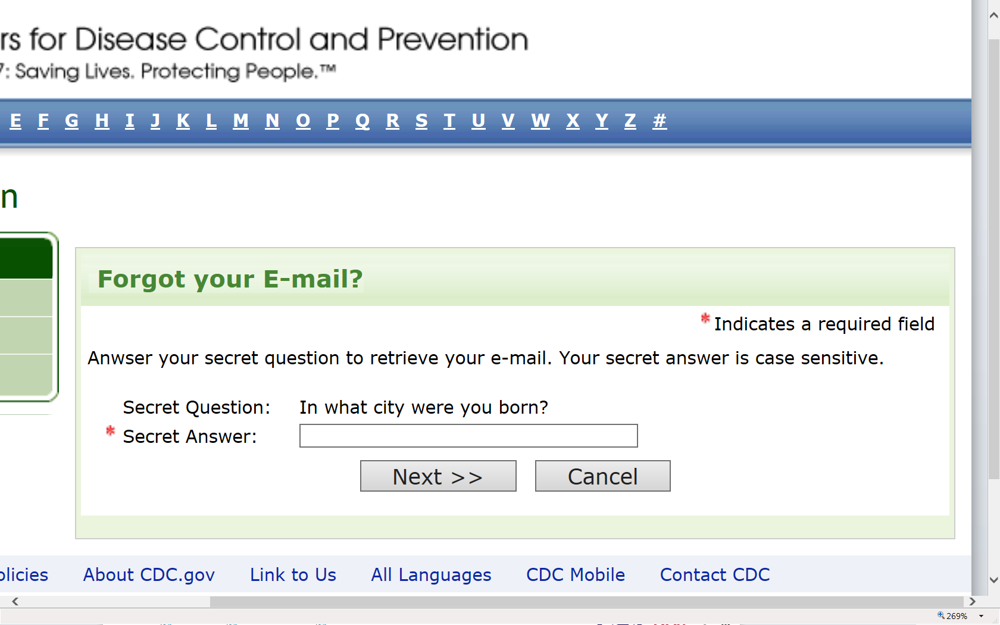 rs for Disease Control and Prevention
7: Saving Lives. Protecting People.™
E F G H I J K L M N O P Q R S T U V W X Y Z #
n
Forgot your E-mail?
* Indicates a required field
Anwser your secret question to retrieve your e-mail. Your secret answer is case sensitive.
Secret Question: In what city were you born?
* Secret Answer:
Next >> Cancel
olicies About CDC.gov Link to Us All Languages CDC Mobile Contact CDC
269%